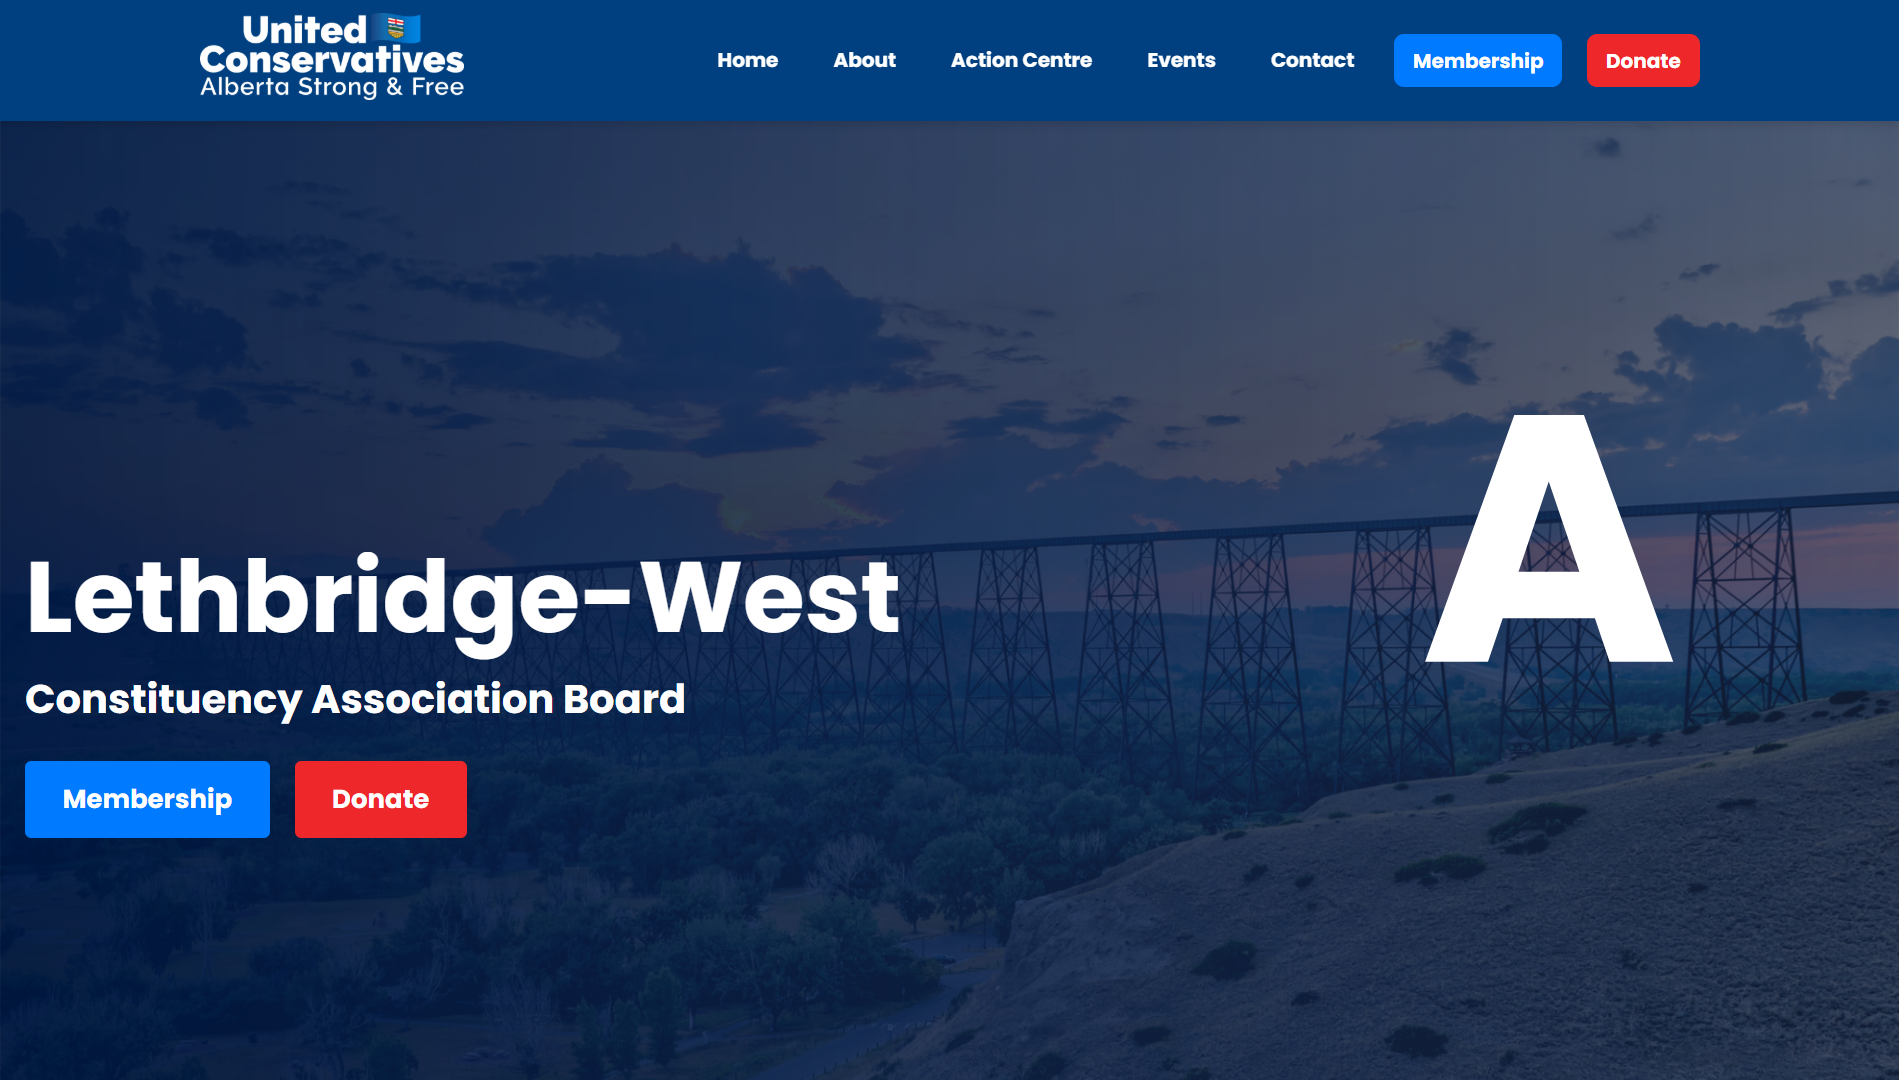 United
Conservatives
Alberta Strong & Free
Home About Action Centre Events Contact Membership Donate
A
Lethbridge-West
Constituency Association Board
Membership Donate